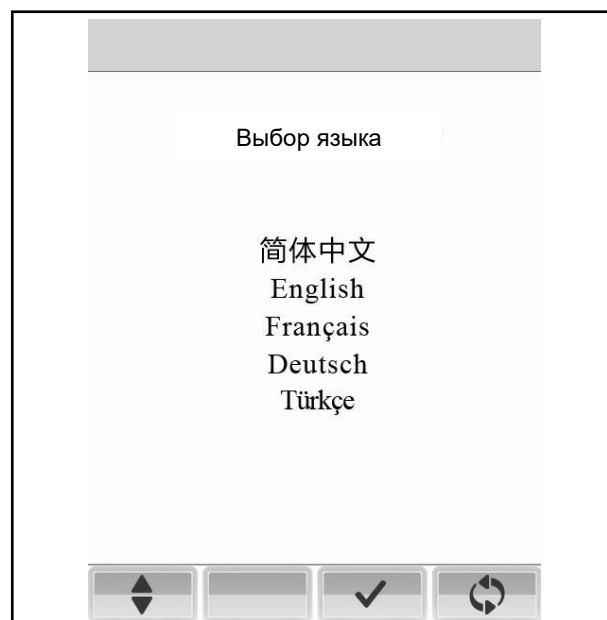 Выбор языка
简体中文
English
Français
Deutsch
Türkçe